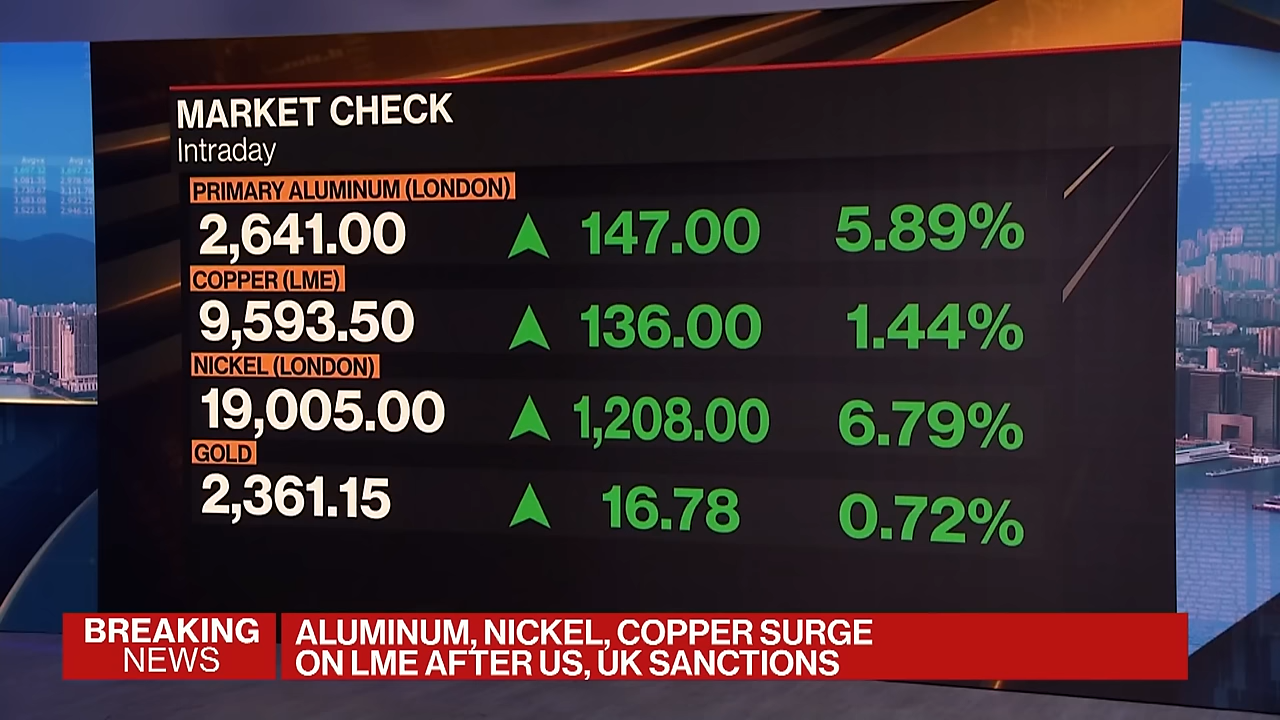 MARKET CHECK
Intraday
PRIMARY ALUMINUM (LONDON)
2,641.00 ▲ 147.00 5.89%
COPPER (LME)
9,593.50 ▲ 136.00 1.44%
NICKEL (LONDON)
19,005.00 ▲ 1,208.00 6.79%
GOLD
2,361.15 ▲ 16.78 0.72%
BREAKING NEWS
ALUMINUM, NICKEL, COPPER SURGE
ON LME AFTER US, UK SANCTIONS